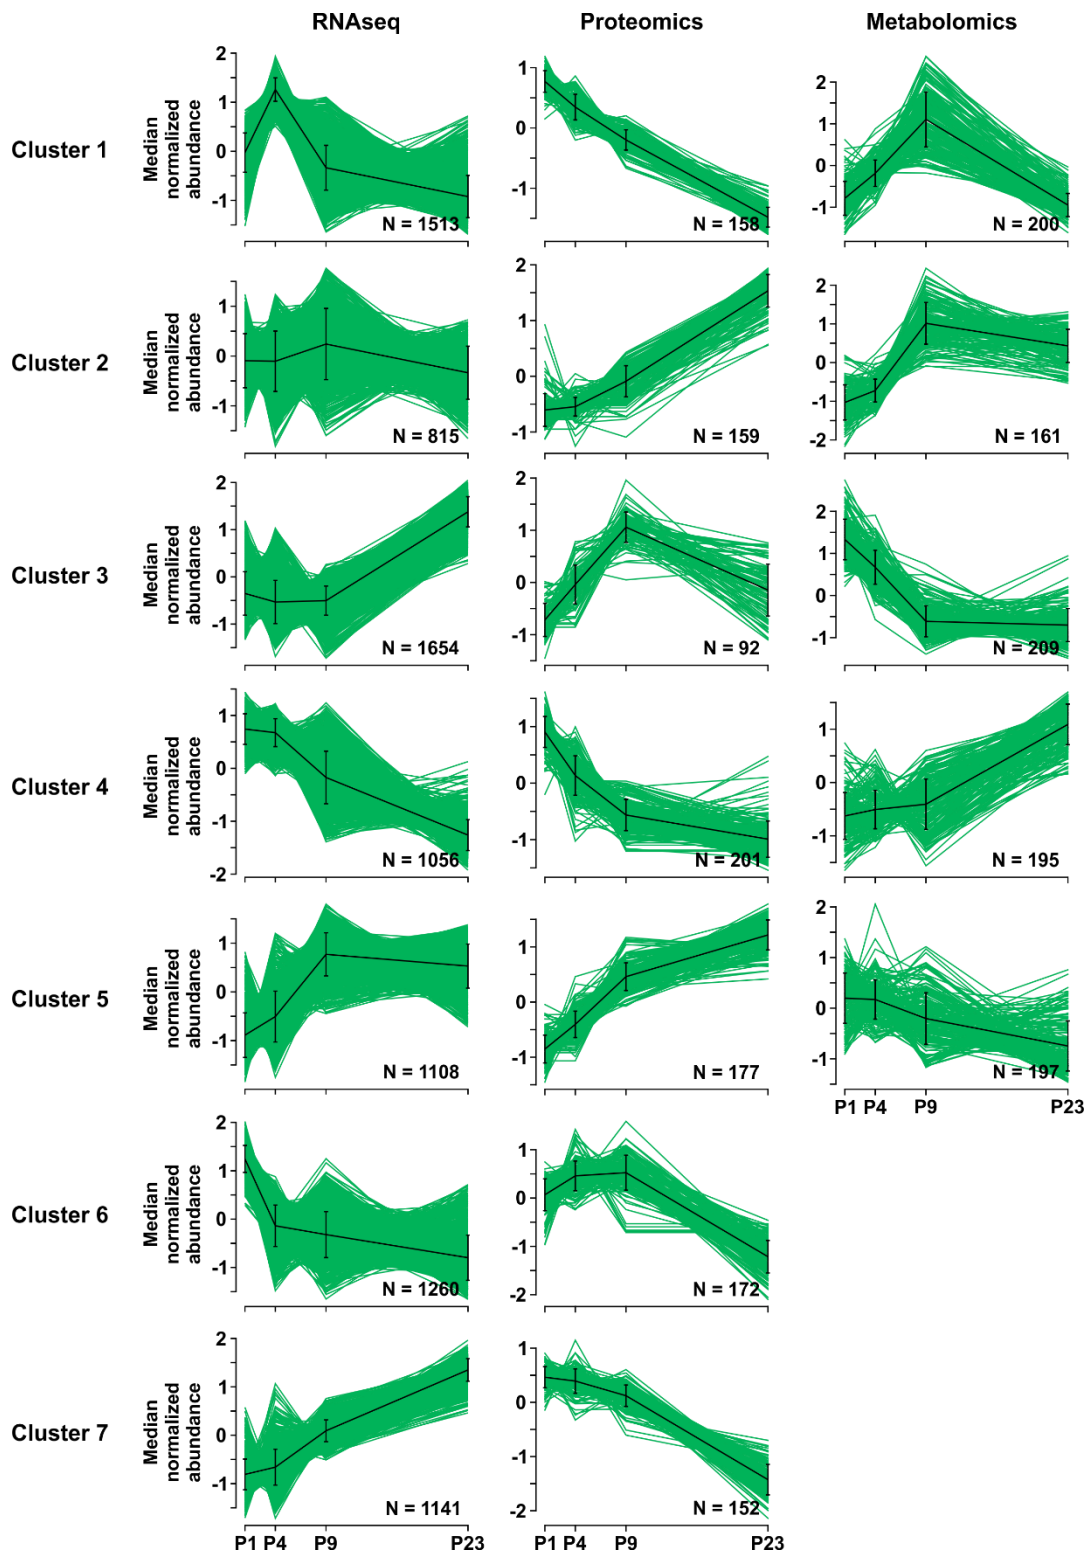 RNAseq Proteomics Metabolomics
Cluster 1
Median normalized abundance
2
1
0
-1
N = 1513
1
0
-1
N = 158
2
1
0
-1
N = 200
Cluster 2
Median normalized abundance
1
0
-1
N = 815
2
1
0
-1
N = 159
1
0
-1
-2
N = 161
Cluster 3
Median normalized abundance
2
1
0
-1
N = 1654
2
1
0
-1
N = 92
2
1
0
-1
N = 209
Cluster 4
Median normalized abundance
1
0
-1
-2
N = 1056
1
0
-1
N = 201
1
0
-1
N = 195
Cluster 5
Median normalized abundance
1
0
-1
N = 1108
1
0
-1
N = 177
2
1
0
-1
N = 197
P1 P4 P9 P23
Cluster 6
Median normalized abundance
2
1
0
-1
N = 1260
1
0
-1
-2
N = 172
Cluster 7
Median normalized abundance
2
1
0
-1
N = 1141
1
0
-1
-2
N = 152
P1 P4 P9 P23 P1 P4 P9 P23